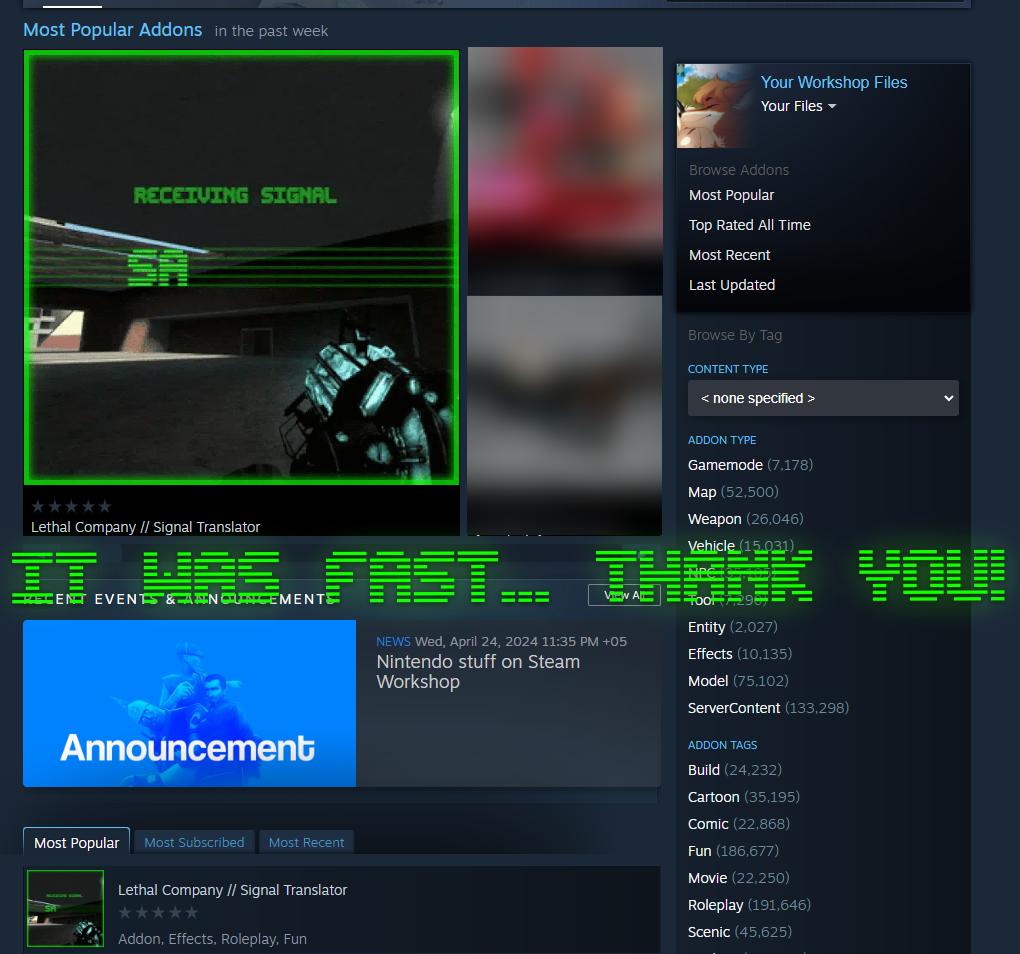 Most Popular Addons in the past week
RECEIVING SIGNAL
SA
Lethal Company // Signal Translator
IT WAS FAST... THANK YOU!
RECENT EVENTS & ANNOUNCEMENTS
View All
Announcement
NEWS Wed, April 24, 2024 11:35 PM +05
Nintendo stuff on Steam
Workshop
Most Popular
Most Subscribed
Most Recent
RECEIVING SIGNAL
SA
Lethal Company // Signal Translator
Addon, Effects, Roleplay, Fun
Your Workshop Files
Your Files
Browse Addons
Most Popular
Top Rated All Time
Most Recent
Last Updated
Browse By Tag
CONTENT TYPE
< none specified >
ADDON TYPE
Gamemode (7,178)
Map (52,500)
Weapon (26,046)
Vehicle (15,031)
NPC
Tool (7,290)
Entity (2,027)
Effects (10,135)
Model (75,102)
ServerContent (133,298)
ADDON TAGS
Build (24,232)
Cartoon (35,195)
Comic (22,868)
Fun (186,677)
Movie (22,250)
Roleplay (191,646)
Scenic (45,625)